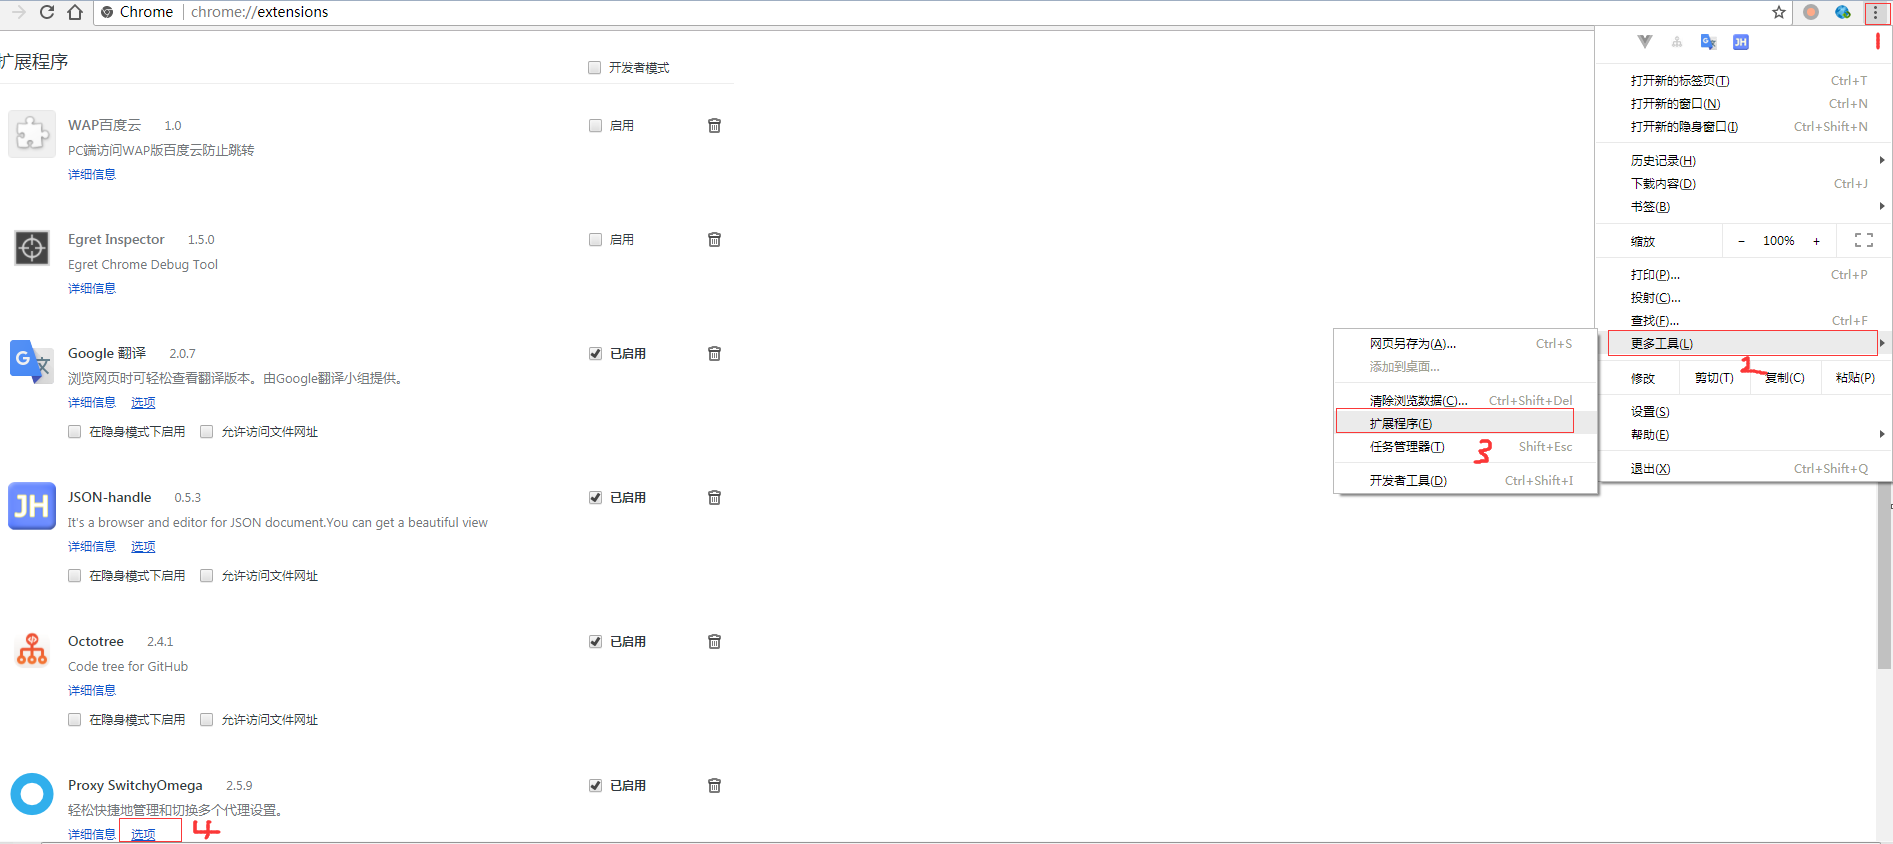 Chrome chrome://extensions
扩展程序
开发者模式
WAP百度云 1.0
启用
PC端访问WAP版百度云防止跳转
详细信息
Egret Inspector 1.5.0
启用
Egret Chrome Debug Tool
详细信息
G
文
Google 翻译 2.0.7
已启用
浏览网页时可轻松查看翻译版本。由Google翻译小组提供。
详细信息 选项
在隐身模式下启用 允许访问文件网址
JH
JSON-handle 0.5.3
已启用
It's a browser and editor for JSON document.You can get a beautiful view
详细信息 选项
在隐身模式下启用 允许访问文件网址
Octotree 2.4.1
已启用
Code tree for GitHub
详细信息
在隐身模式下启用 允许访问文件网址
Proxy SwitchyOmega 2.5.9
已启用
轻松快捷地管理和切换多个代理设置。
详细信息 选项 4
网页另存为(A)... Ctrl+S
添加到桌面...
清除浏览数据(C)... Ctrl+Shift+Del
扩展程序(E)
任务管理器(T) Shift+Esc
3
开发者工具(D) Ctrl+Shift+I
JH
1
打开新的标签页(T) Ctrl+T
打开新的窗口(N) Ctrl+N
打开新的隐身窗口(I) Ctrl+Shift+N
历史记录(H)
下载内容(D) Ctrl+J
书签(B)
缩放 - 100% +
打印(P)... Ctrl+P
投射(C)...
查找(F)... Ctrl+F
更多工具(L)
2
修改 剪切(T) 复制(C) 粘贴(P)
设置(S)
帮助(E)
退出(X) Ctrl+Shift+Q